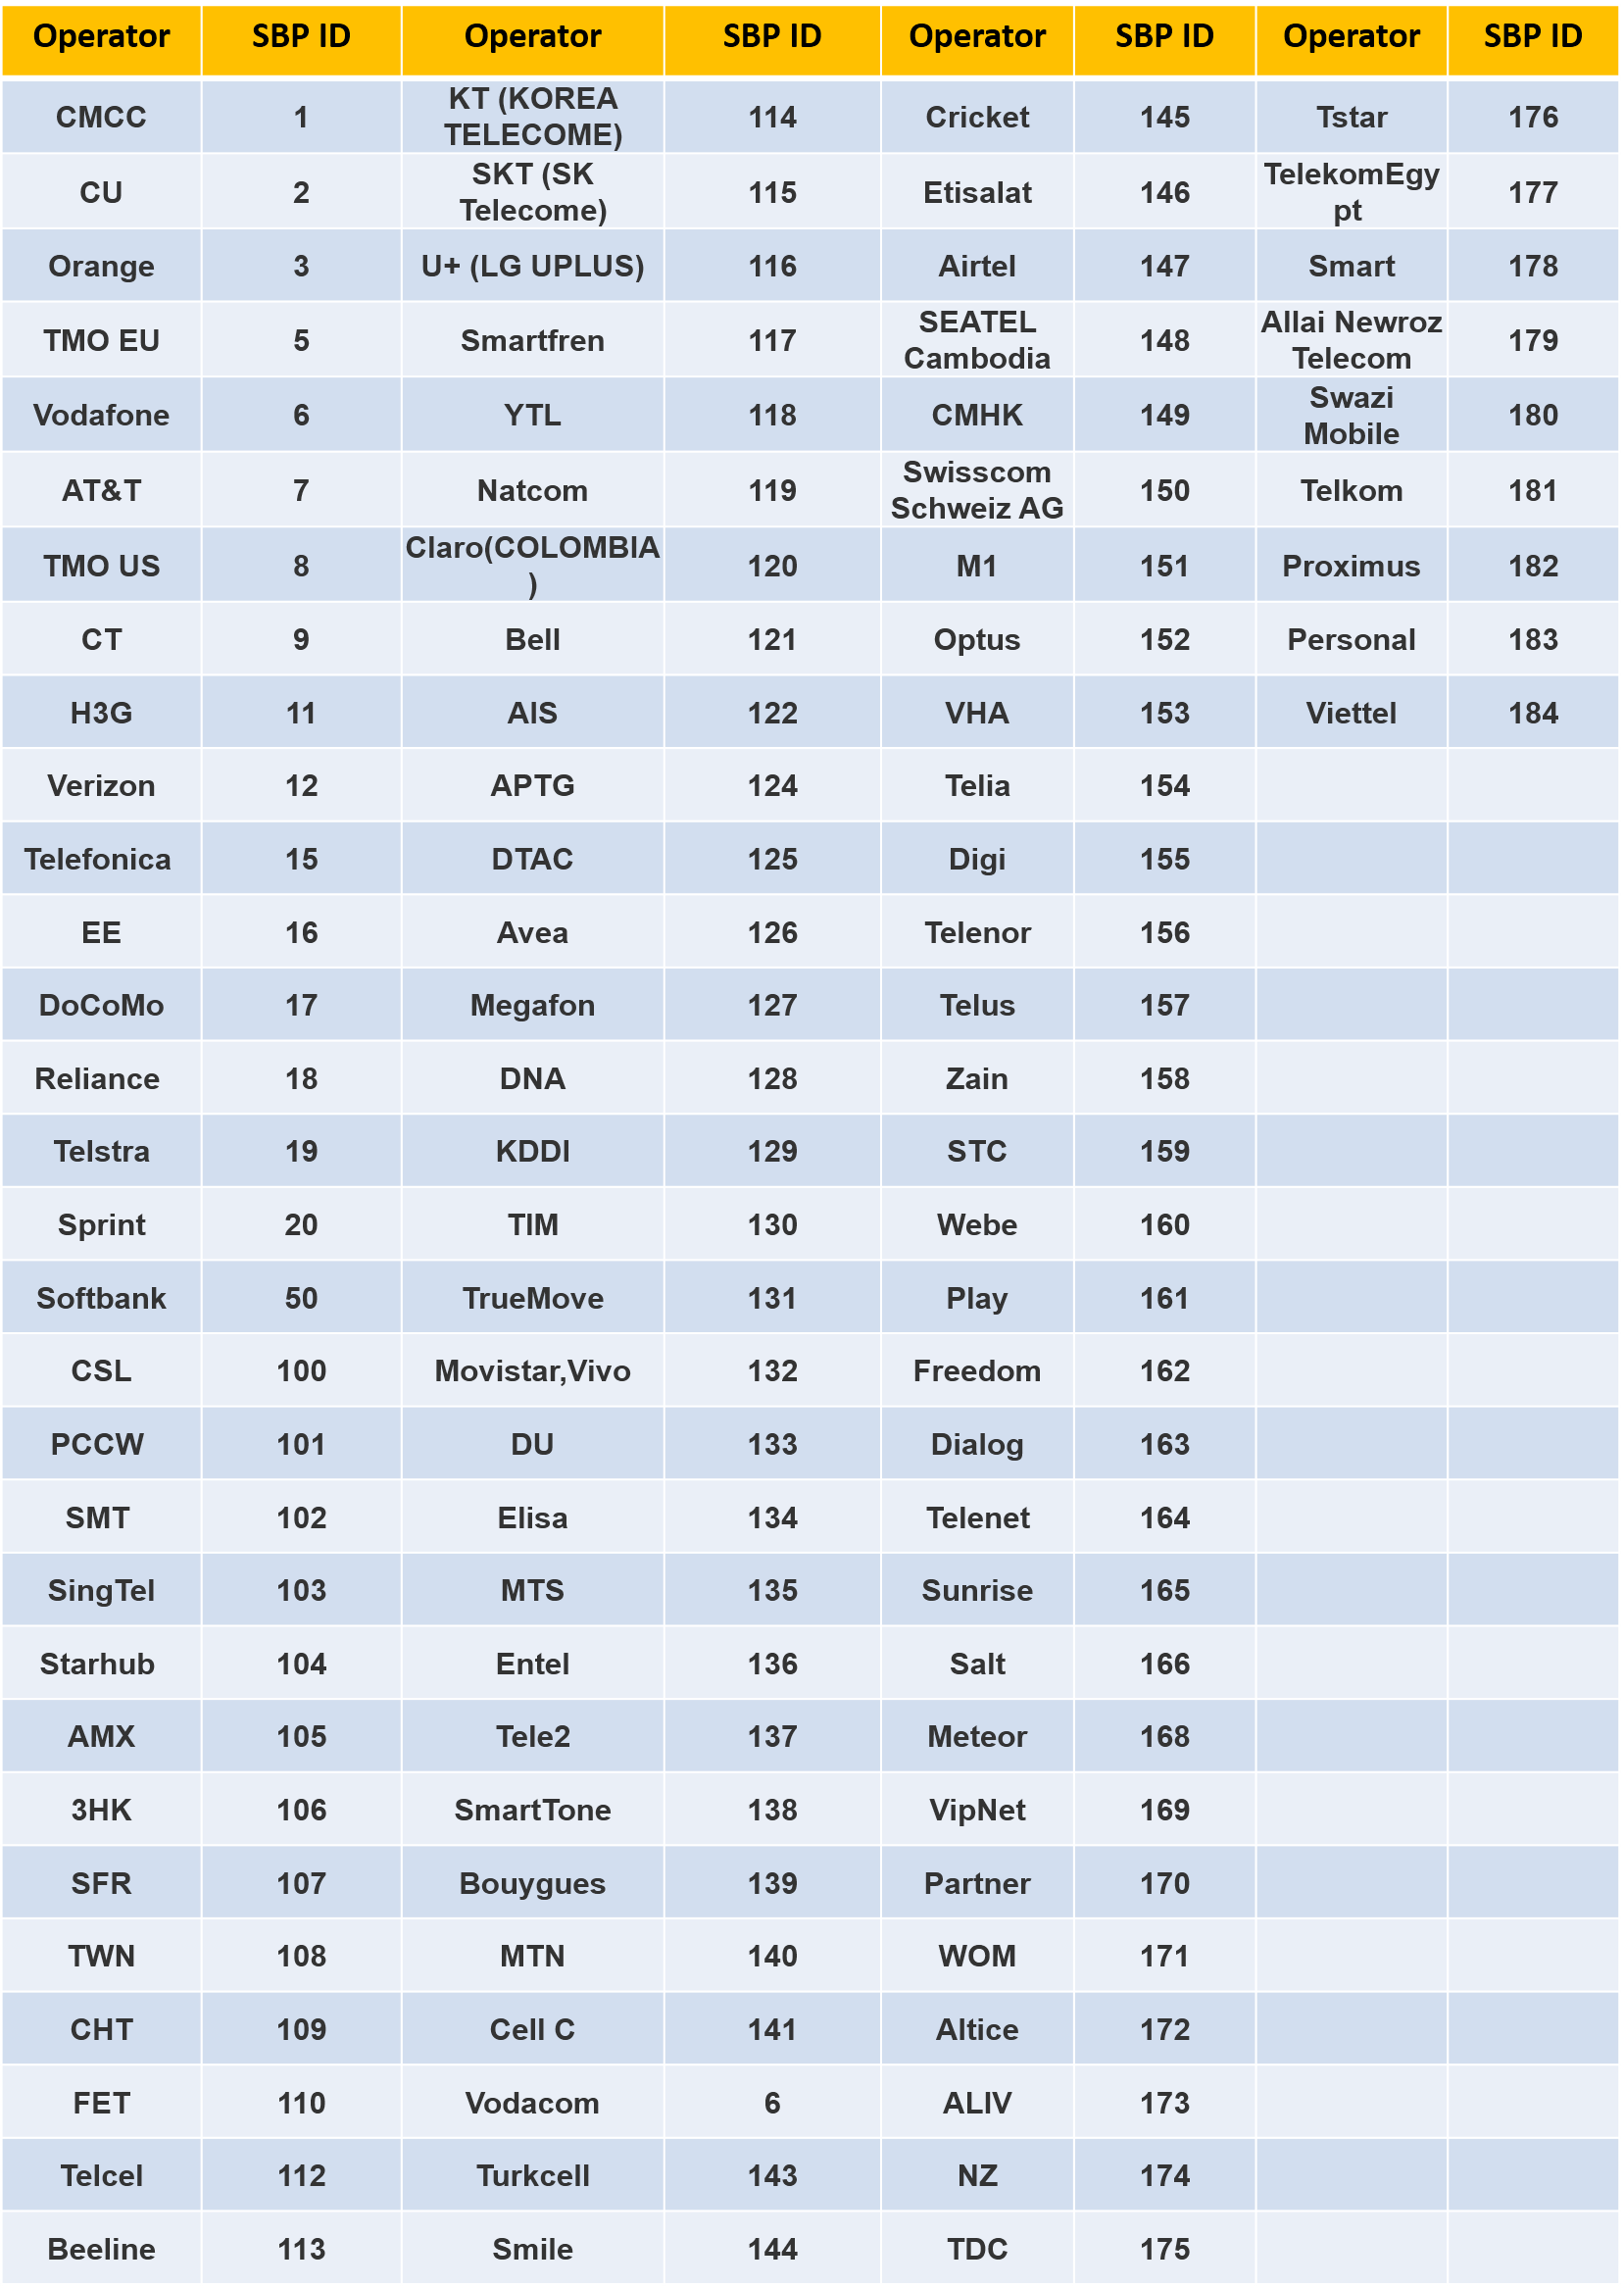 Operator SBP ID Operator SBP ID Operator SBP ID Operator SBP ID
CMCC 1 KT (KOREA TELECOME) 114 Cricket 145 Tstar 176
CU 2 SKT (SK Telecome) 115 Etisalat 146 TelekomEgypt 177
Orange 3 U+ (LG UPLUS) 116 Airtel 147 Smart 178
TMO EU 5 Smartfren 117 SEATEL Cambodia 148 Allai Newroz Telecom 179
Vodafone 6 YTL 118 CMHK 149 Swazi Mobile 180
AT&T 7 Natcom 119 Swisscom Schweiz AG 150 Telkom 181
TMO US 8 Claro(COLOMBIA) 120 M1 151 Proximus 182
CT 9 Bell 121 Optus 152 Personal 183
H3G 11 AIS 122 VHA 153 Viettel 184
Verizon 12 APTG 124 Telia 154
Telefonica 15 DTAC 125 Digi 155
EE 16 Avea 126 Telenor 156
DoCoMo 17 Megafon 127 Telus 157
Reliance 18 DNA 128 Zain 158
Telstra 19 KDDI 129 STC 159
Sprint 20 TIM 130 Webe 160
Softbank 50 TrueMove 131 Play 161
CSL 100 Movistar,Vivo 132 Freedom 162
PCCW 101 DU 133 Dialog 163
SMT 102 Elisa 134 Telenet 164
SingTel 103 MTS 135 Sunrise 165
Starhub 104 Entel 136 Salt 166
AMX 105 Tele2 137 Meteor 168
3HK 106 SmartTone 138 VipNet 169
SFR 107 Bouygues 139 Partner 170
TWN 108 MTN 140 WOM 171
CHT 109 Cell C 141 Altice 172
FET 110 Vodacom 6 ALIV 173
Telcel 112 Turkcell 143 NZ 174
Beeline 113 Smile 144 TDC 175